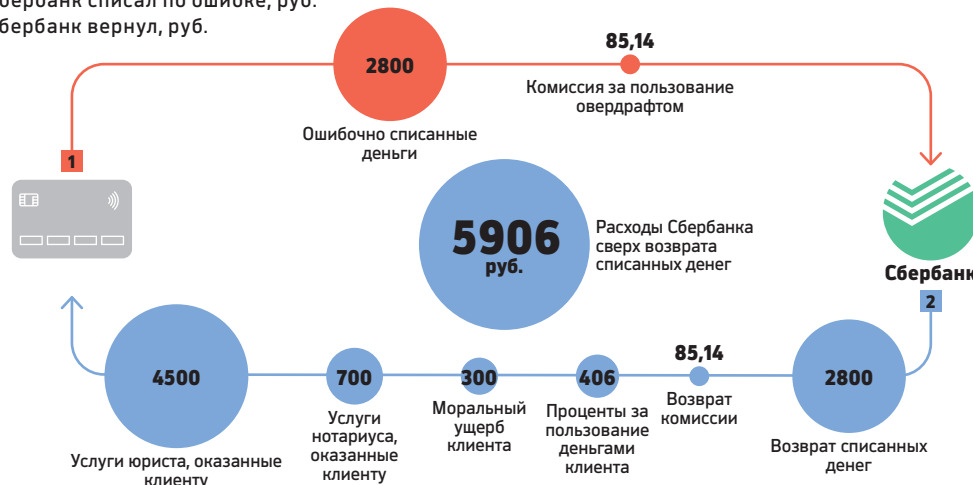 бербанк списал по ошибке, руб.
бербанк вернул, руб.
2800
85,14
Комиссия за пользование
овердрафтом
Ошибочно списанные
деньги
1
5906
руб.
Расходы Сбербанка
сверх возврата
списанных денег
Сбербанк
2
4500
700
300
406
85,14
2800
Услуги юриста, оказанные
клиенту
Услуги
нотариуса,
оказанные
клиенту
Моральный
ущерб
клиента
Проценты за
пользование
деньгами
клиента
Возврат
комиссии
Возврат списанных
денег